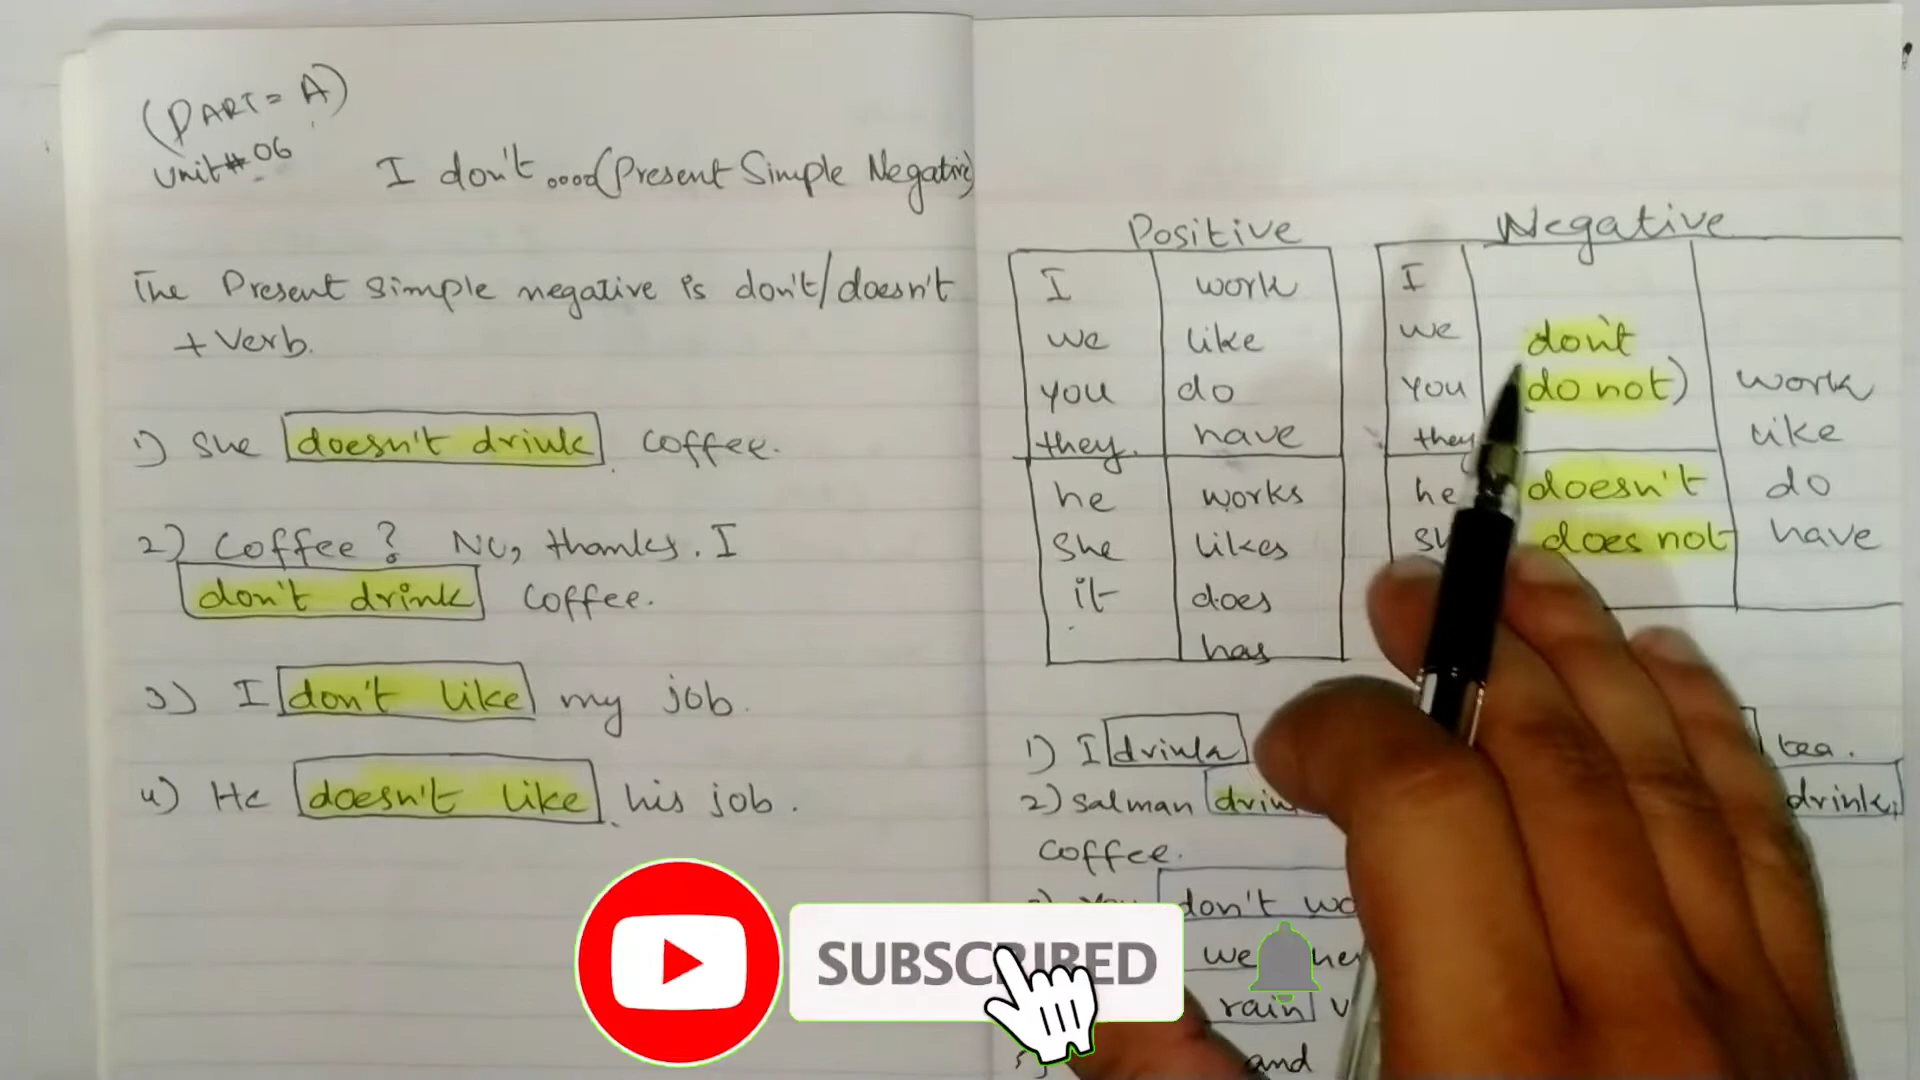 (PART = A)
Unit # 06
I don't ....(Present Simple Negative)
The Present simple negative is don't/doesn't
+ Verb.
1) She doesn't drink coffee.
2) Coffee? No, thanks. I
don't drink coffee.
3) I don't like my job.
4) He doesn't like his job.
Positive
I work
we like
you do
they. have
he works
She likes
it does
has
Negative
I
we don't
you (do not) work
they like
he doesn't do
does not have
1) I drink tea.
2) Salman drink
coffee.
don't
we
rain
and
SUBSCRIBED